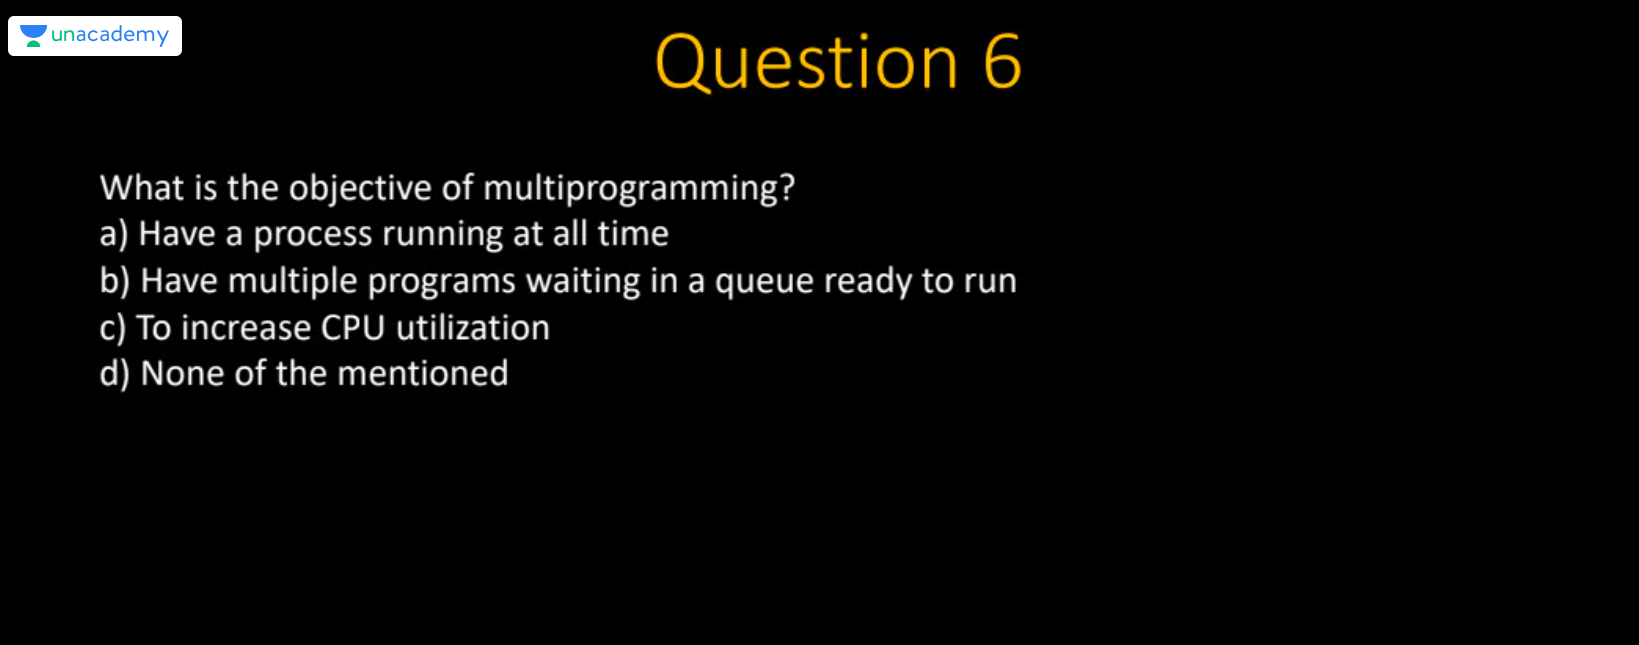 unacademy
Question 6
What is the objective of multiprogramming?
a) Have a process running at all time
b) Have multiple programs waiting in a queue ready to run
c) To increase CPU utilization
d) None of the mentioned